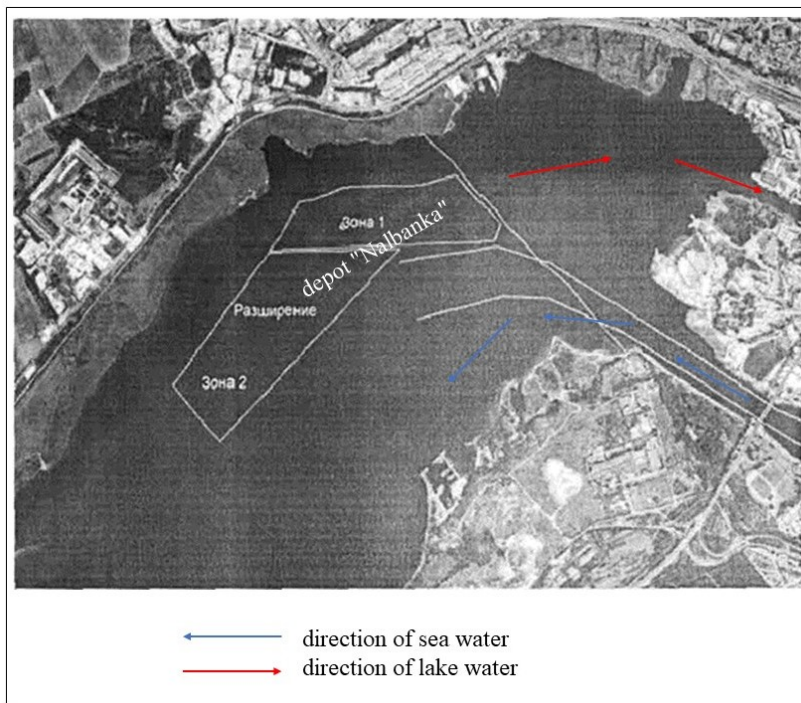 Зона 1
depot "Nalbanka"
Разширение
Зона 2
direction of sea water
direction of lake water